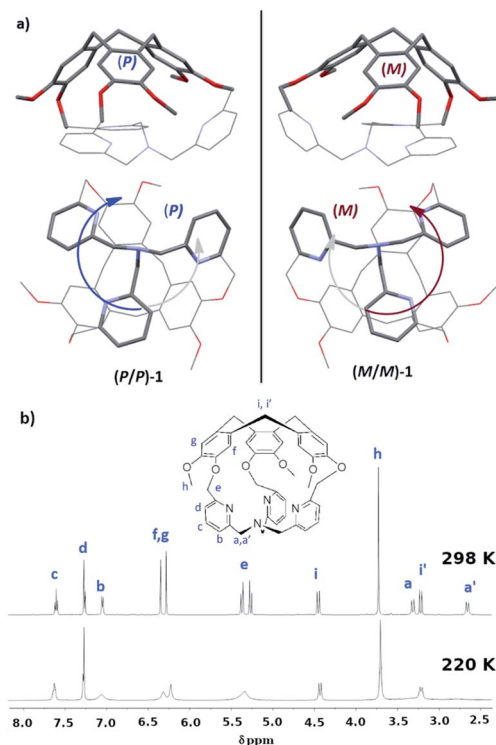 a)
(P) (M)
(P) (M)
(P/P)-1 (M/M)-1
b)
i, i'
g f
O O O O O O
h e
d N N N
c N
b a,a'
h
298 K
f,g
d e
c b i a i' a'
220 K
8.0 7.5 7.0 6.5 6.0 5.5 5.0 4.5 4.0 3.5 3.0 2.5
δppm